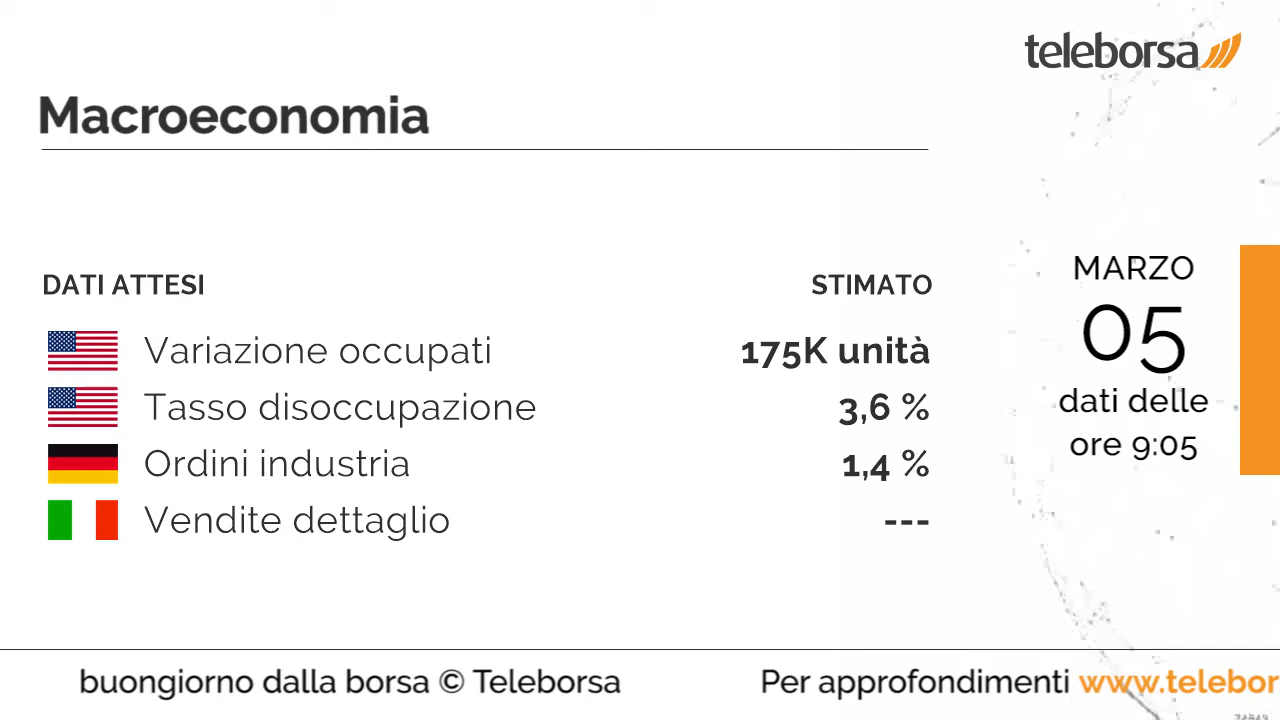 teleborsa
Macroeconomia
DATI ATTESI STIMATO
Variazione occupati 175K unità
Tasso disoccupazione 3,6 %
Ordini industria 1,4 %
Vendite dettaglio ---
MARZO
05
dati delle
ore 9:05
buongiorno dalla borsa © Teleborsa Per approfondimenti www.telebor